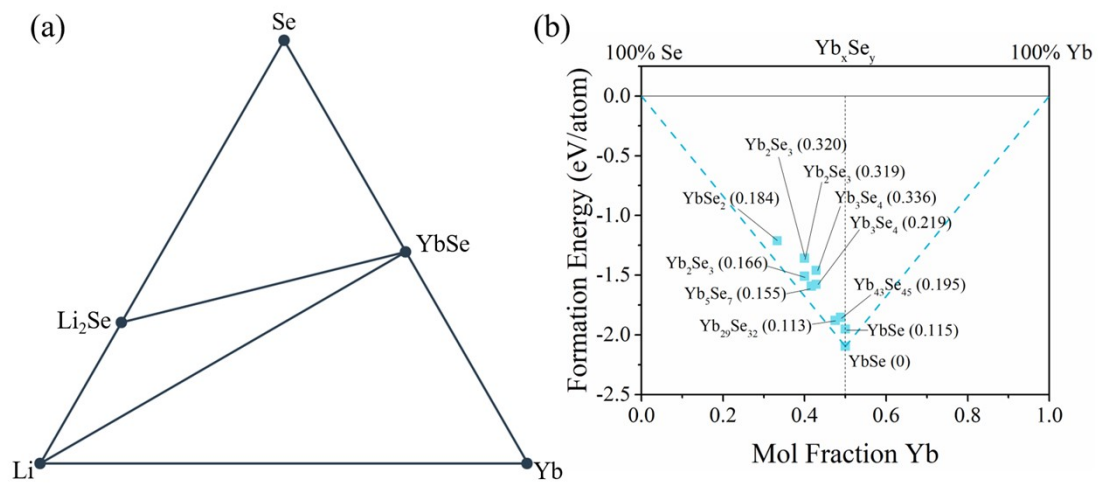 (a)
Se
YbSe
Li₂Se
Li
Yb
(b)
100% Se
YbₓSeᵧ
100% Yb
Formation Energy (eV/atom)
0.0
-0.5
-1.0
-1.5
-2.0
-2.5
Yb₂Se₃ (0.320)
Yb₂Se₃ (0.319)
YbSe₂ (0.184)
Yb₃Se₄ (0.336)
Yb₃Se₄ (0.219)
Yb₂Se₃ (0.166)
Yb₅Se₇ (0.155)
Yb₄₃Se₄₅ (0.195)
Yb₂₉Se₃₂ (0.113)
YbSe (0.115)
YbSe (0)
0.0 0.2 0.4 0.6 0.8 1.0
Mol Fraction Yb